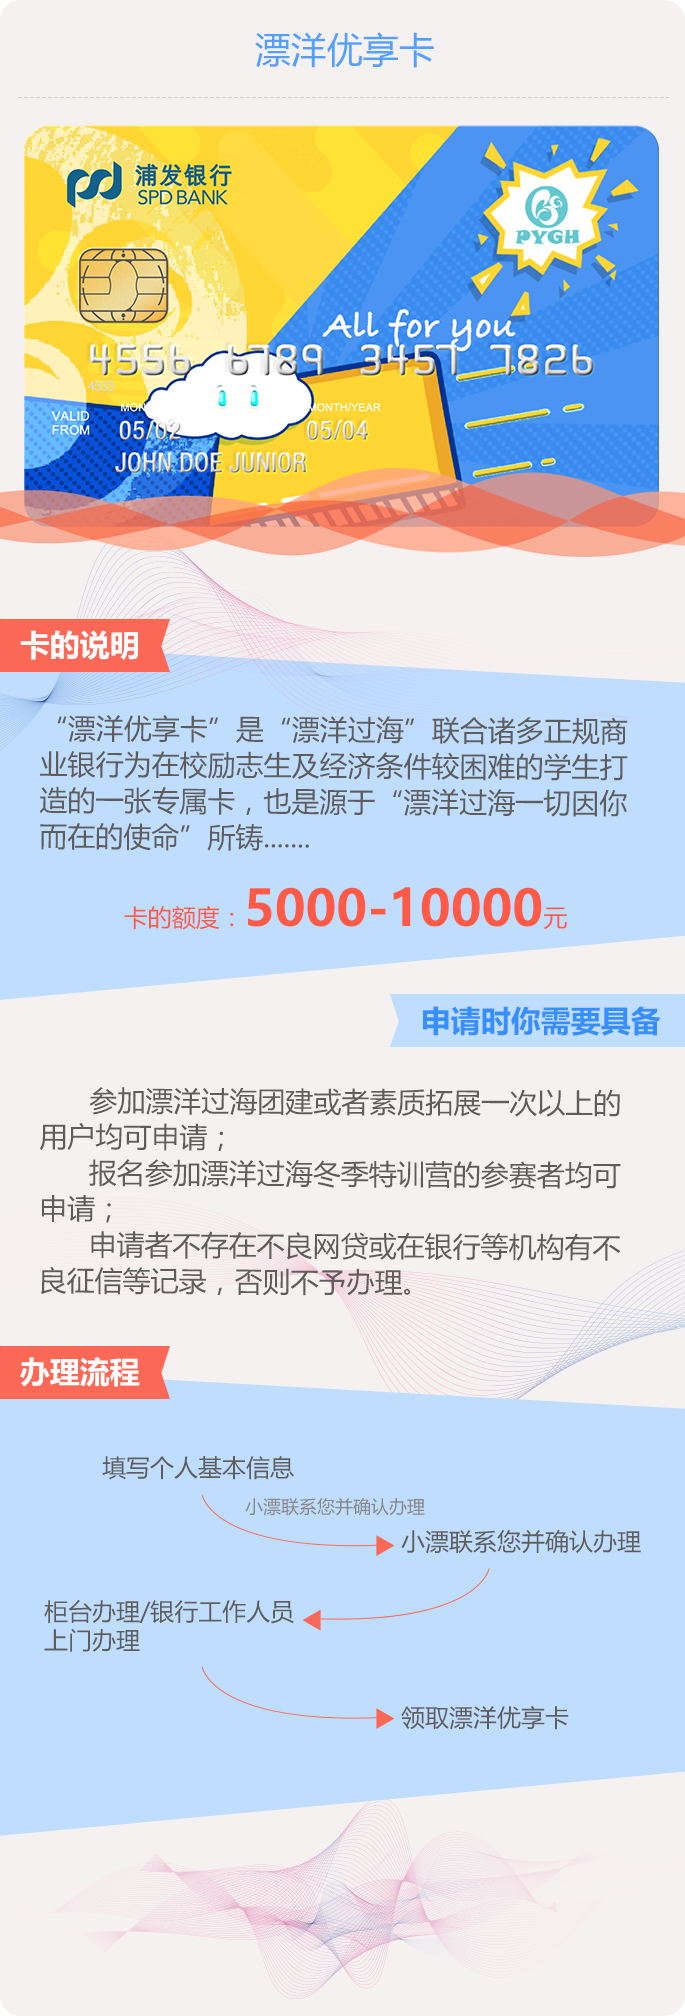 漂洋优享卡
浦发银行
SPD BANK
PYGH
All for you
4556 6789 3457 7826
4559
VALID
FROM
MONTH/YEAR
05/02
05/04
JOHN DOE JUNIOR
卡的说明
“漂洋优享卡”是“漂洋过海”联合诸多正规商
业银行为在校励志生及经济条件较困难的学生打
造的一张专属卡，也是源于“漂洋过海一切因你
而在的使命”所铸.......
卡的额度：5000-10000元
申请时你需要具备
参加漂洋过海团建或者素质拓展一次以上的
用户均可申请；
报名参加漂洋过海冬季特训营的参赛者均可
申请；
申请者不存在不良网贷或在银行等机构有不
良征信等记录，否则不予办理。
办理流程
填写个人基本信息
小漂联系您并确认办理
小漂联系您并确认办理
柜台办理/银行工作人员
上门办理
领取漂洋优享卡